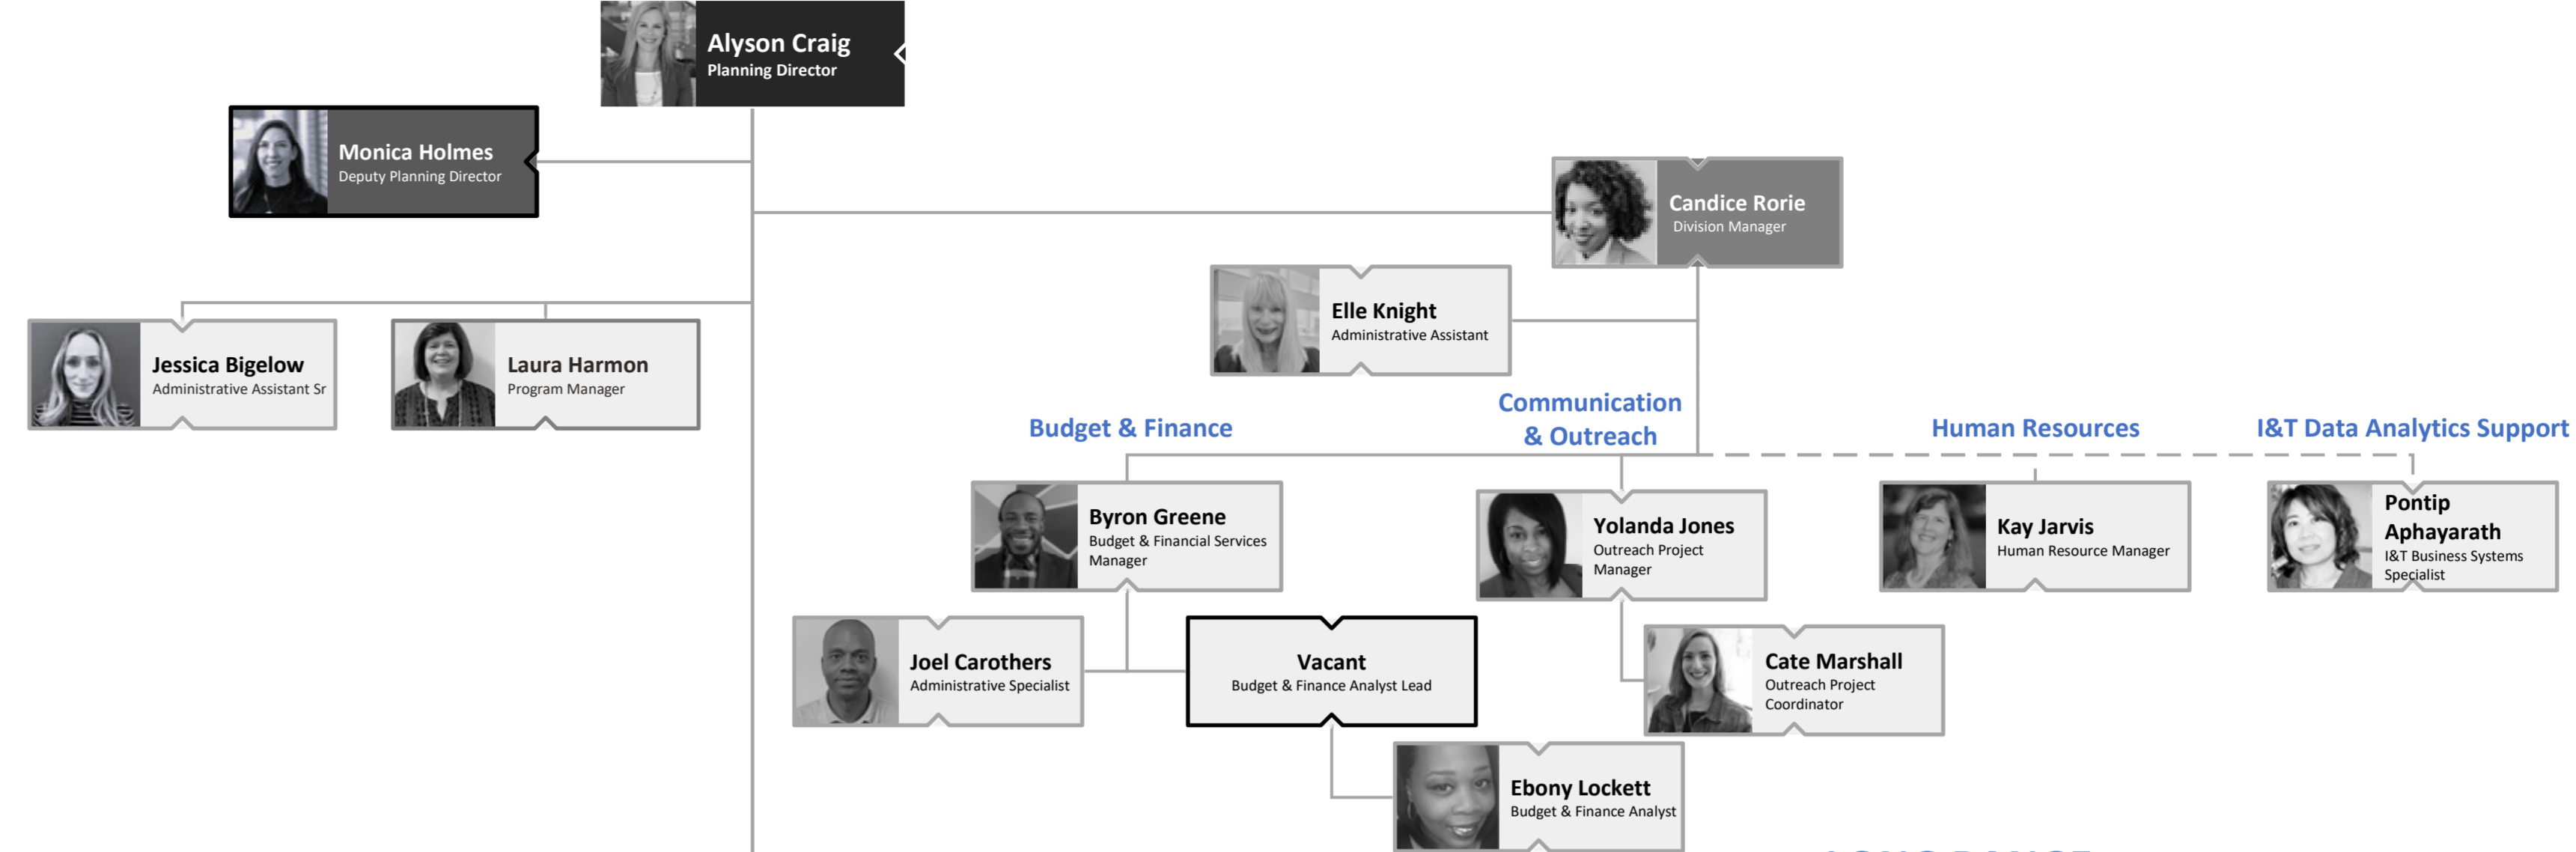 Alyson Craig
Planning Director
Monica Holmes
Deputy Planning Director
Candice Rorie
Division Manager
Elle Knight
Administrative Assistant
Jessica Bigelow
Administrative Assistant Sr
Laura Harmon
Program Manager
Budget & Finance
Communication
& Outreach
Human Resources
I&T Data Analytics Support
Byron Greene
Budget & Financial Services
Manager
Yolanda Jones
Outreach Project
Manager
Kay Jarvis
Human Resource Manager
Pontip
Aphayarath
I&T Business Systems
Specialist
Joel Carothers
Administrative Specialist
Vacant
Budget & Finance Analyst Lead
Cate Marshall
Outreach Project
Coordinator
Ebony Lockett
Budget & Finance Analyst